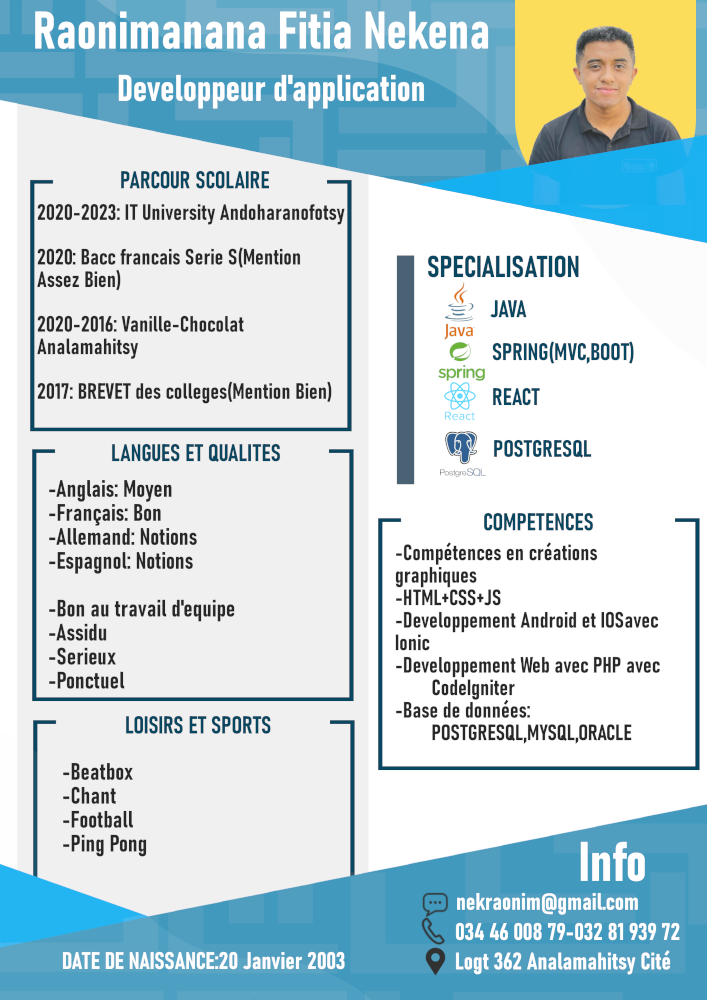 Raonimanana Fitia Nekena
Developpeur d'application
PARCOUR SCOLAIRE
2020-2023: IT University Andoharanofotsy
2020: Bacc francais Serie S(Mention
Assez Bien)
2020-2016: Vanille-Chocolat
Analamahitsy
2017: BREVET des colleges(Mention Bien)
LANGUES ET QUALITES
-Anglais: Moyen
-Français: Bon
-Allemand: Notions
-Espagnol: Notions
-Bon au travail d'equipe
-Assidu
-Serieux
-Ponctuel
LOISIRS ET SPORTS
-Beatbox
-Chant
-Football
-Ping Pong
SPECIALISATION
Java
JAVA
spring
SPRING(MVC,BOOT)
React
REACT
PostgreSQL
POSTGRESQL
COMPETENCES
-Compétences en créations
graphiques
-HTML+CSS+JS
-Developpement Android et IOSavec
Ionic
-Developpement Web avec PHP avec
CodeIgniter
-Base de données:
POSTGRESQL,MYSQL,ORACLE
Info
nekraonim@gmail.com
034 46 008 79-032 81 939 72
Logt 362 Analamahitsy Cité
DATE DE NAISSANCE:20 Janvier 2003